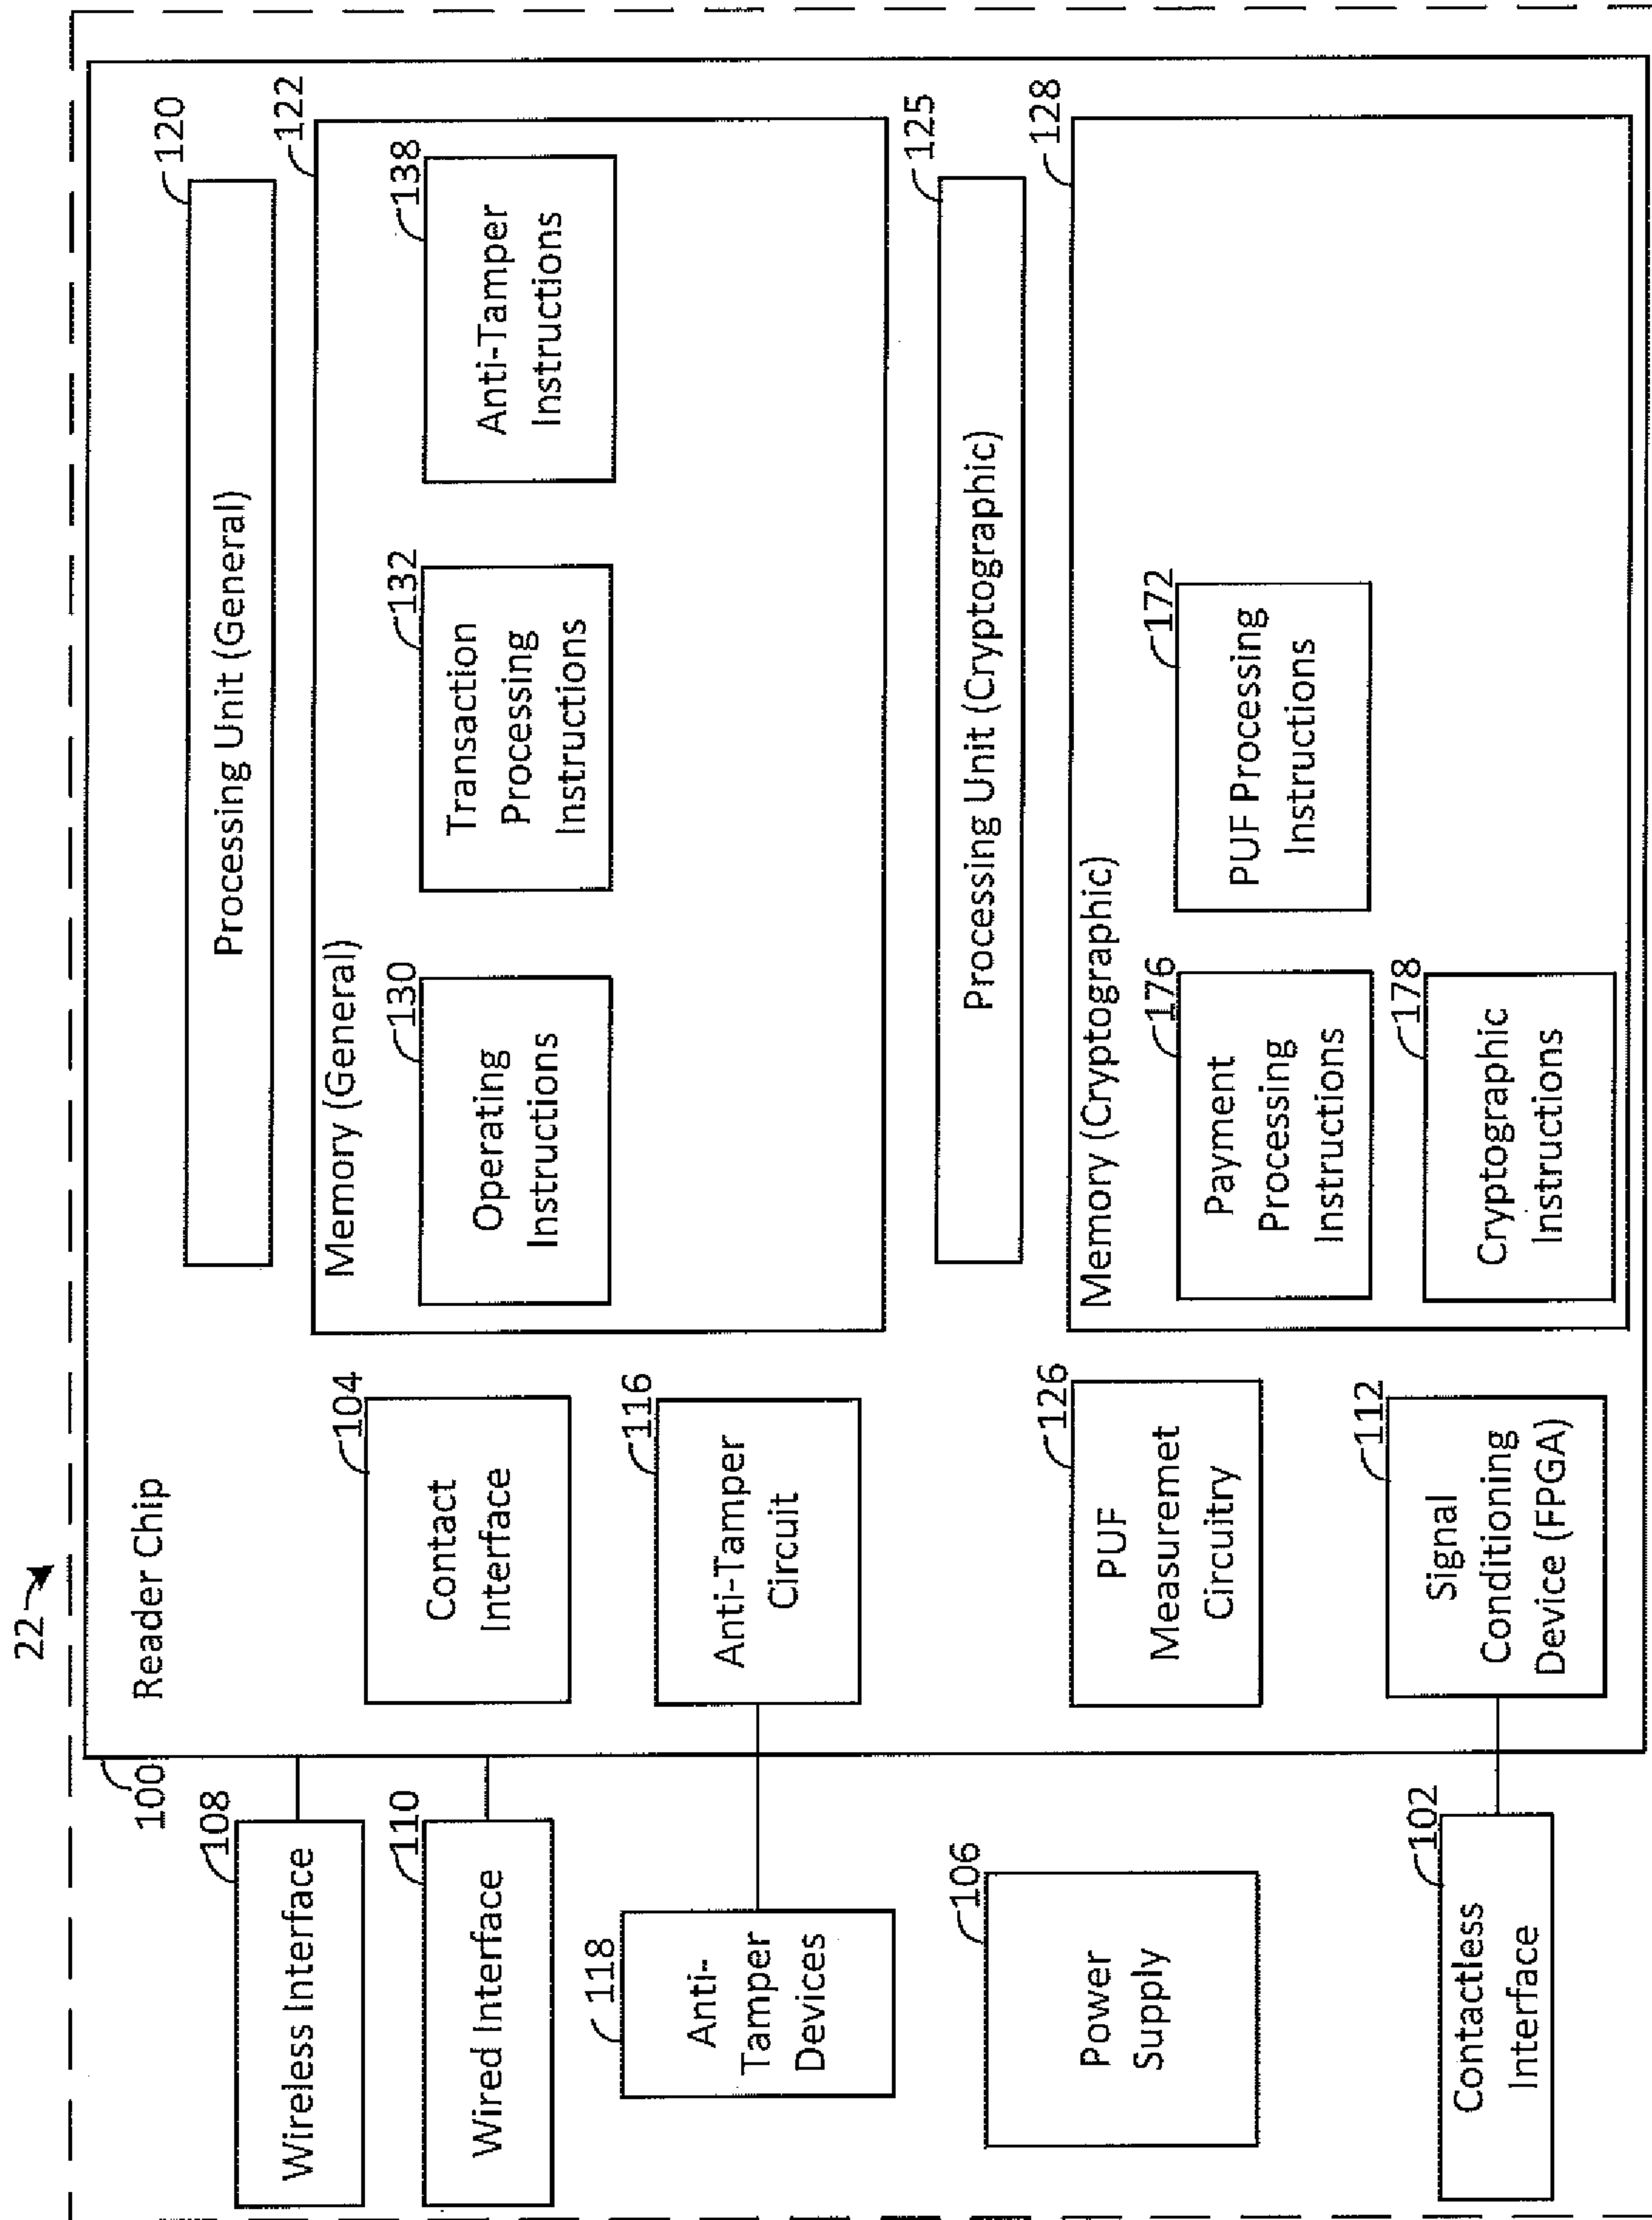 22
100
Reader Chip
108
Wireless Interface
110
Wired Interface
118
Anti-
Tamper
Devices
106
Power
Supply
102
Contactless
Interface
104
Contact
Interface
116
Anti-Tamper
Circuit
126
PUF
Measuremet
Circuitry
112
Signal
Conditioning
Device (FPGA)
120
Processing Unit (General)
122
Memory (General)
130
Operating
Instructions
132
Transaction
Processing
Instructions
138
Anti-Tamper
Instructions
125
Processing Unit (Cryptographic)
128
Memory (Cryptographic)
176
Payment
Processing
Instructions
172
PUF Processing
Instructions
178
Cryptographic
Instructions